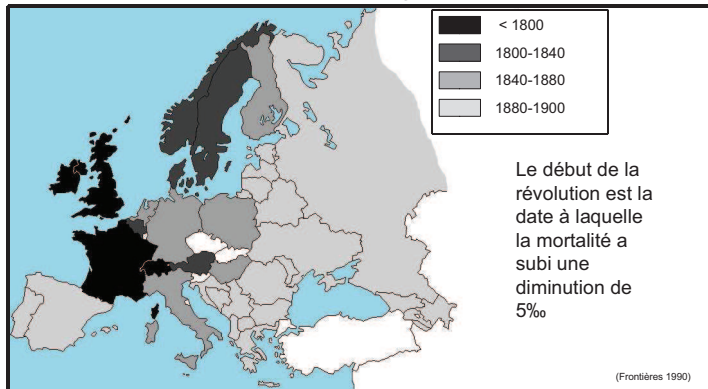 < 1800
1800-1840
1840-1880
1880-1900
Le début de la
révolution est la
date à laquelle
la mortalité a
subi une
diminution de
5‰
(Frontières 1990)